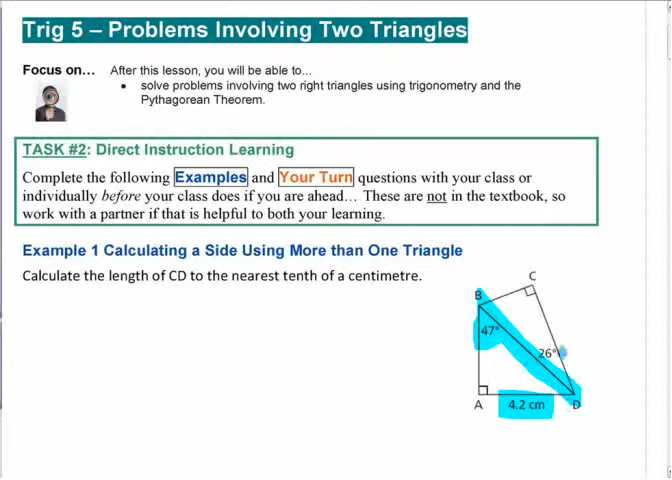 Trig 5 – Problems Involving Two Triangles
Focus on... After this lesson, you will be able to...
• solve problems involving two right triangles using trigonometry and the
Pythagorean Theorem.
TASK #2: Direct Instruction Learning
Complete the following Examples and Your Turn questions with your class or
individually before your class does if you are ahead... These are not in the textbook, so
work with a partner if that is helpful to both your learning.
Example 1 Calculating a Side Using More than One Triangle
Calculate the length of CD to the nearest tenth of a centimetre.
C
B
47°
26°
A 4.2 cm D